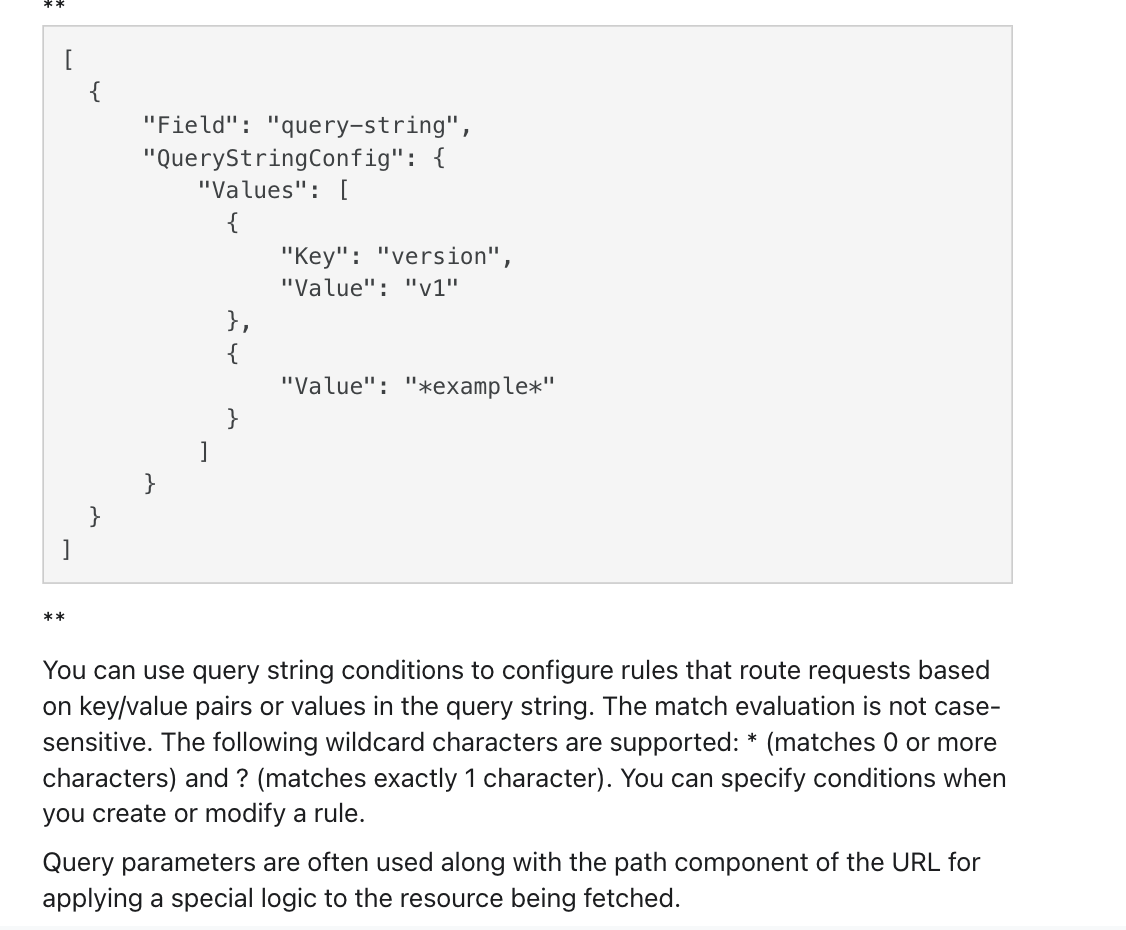 **
[
  {
      "Field": "query-string",
      "QueryStringConfig": {
          "Values": [
            {
                "Key": "version",
                "Value": "v1"
            },
            {
                "Value": "*example*"
            }
          ]
      }
  }
]
**
You can use query string conditions to configure rules that route requests based
on key/value pairs or values in the query string. The match evaluation is not case-
sensitive. The following wildcard characters are supported: * (matches 0 or more
characters) and ? (matches exactly 1 character). You can specify conditions when
you create or modify a rule.
Query parameters are often used along with the path component of the URL for
applying a special logic to the resource being fetched.